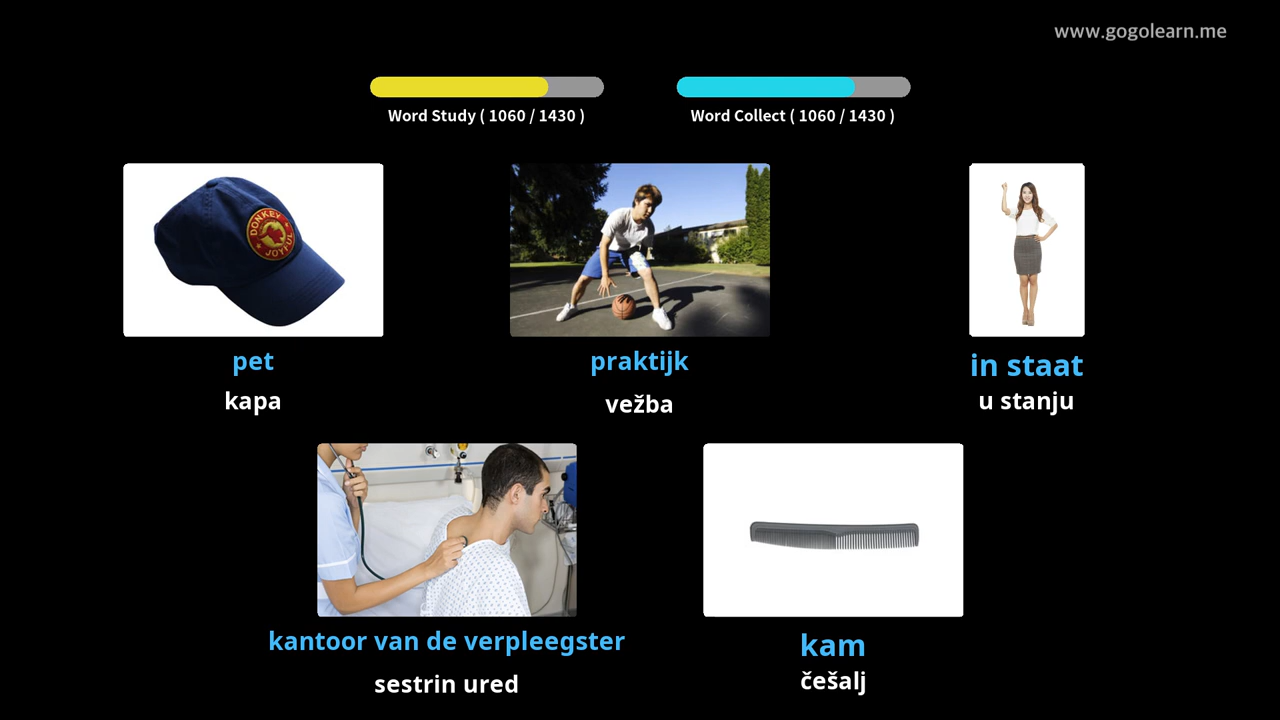 www.gogolearn.me
Word Study ( 1060 / 1430 )
Word Collect ( 1060 / 1430 )
DONKEY
JOYFUL
pet
kapa
praktijk
vežba
in staat
u stanju
kantoor van de verpleegster
sestrin ured
kam
češalj